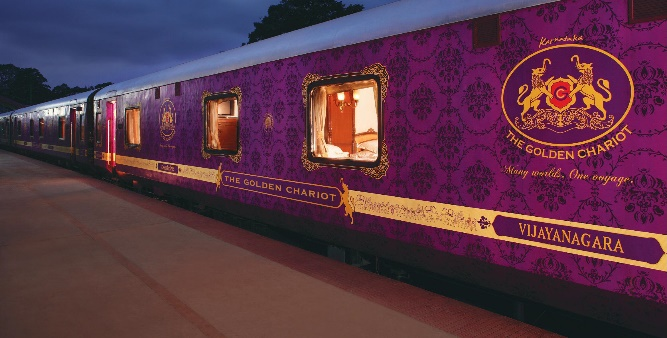 Karnataka
THE GOLDEN CHARIOT
Many worlds. One voyage.
THE GOLDEN CHARIOT
VIJAYANAGARA